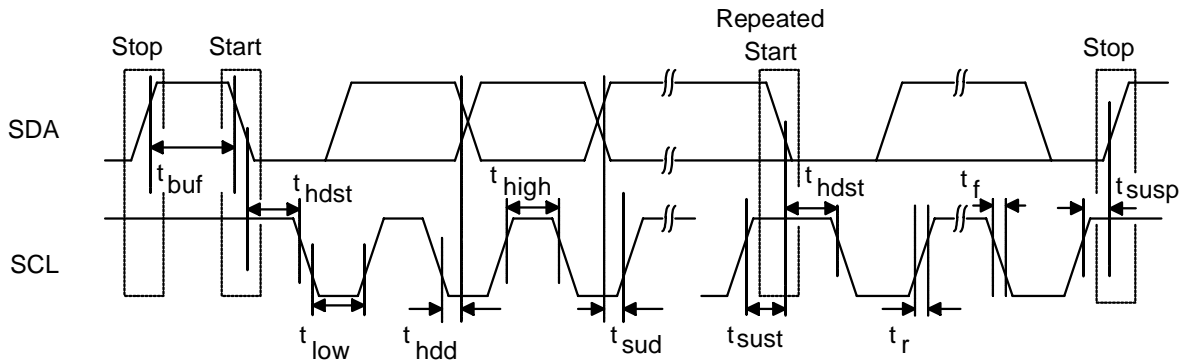 Repeated
Stop Start Start Stop
SDA
t buf
t hdst
t high
t hdst
t f
t susp
SCL
t low
t hdd
t sud
t sust
t r